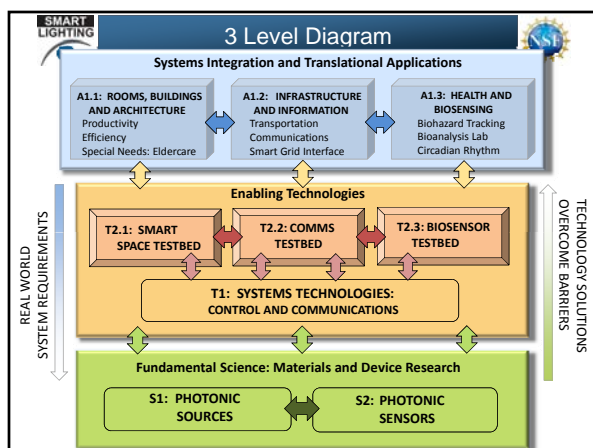 SMART
LIGHTING
3 Level Diagram
NSF
Systems Integration and Translational Applications
A1.1: ROOMS, BUILDINGS
AND ARCHITECTURE
Productivity
Efficiency
Special Needs: Eldercare
A1.2: INFRASTRUCTURE
AND INFORMATION
Transportation
Communications
Smart Grid Interface
A1.3: HEALTH AND
BIOSENSING
Biohazard Tracking
Bioanalysis Lab
Circadian Rhythm
REAL WORLD
SYSTEM REQUIREMENTS
Enabling Technologies
T2.1: SMART
SPACE TESTBED
T2.2: COMMS
TESTBED
T2.3: BIOSENSOR
TESTBED
T1: SYSTEMS TECHNOLOGIES:
CONTROL AND COMMUNICATIONS
TECHNOLOGY SOLUTIONS
OVERCOME BARRIERS
Fundamental Science: Materials and Device Research
S1: PHOTONIC
SOURCES
S2: PHOTONIC
SENSORS